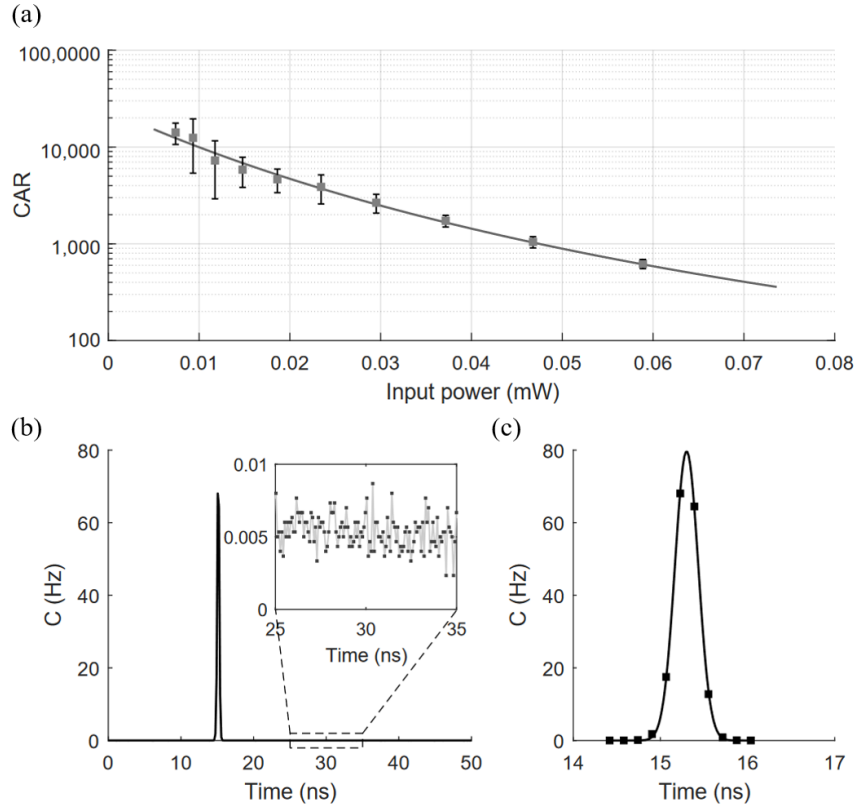 (a)
100,0000
10,000
1,000
100
CAR
0 0.01 0.02 0.03 0.04 0.05 0.06 0.07 0.08
Input power (mW)
(b)
80
60
40
20
0
C (Hz)
0 10 20 30 40 50
Time (ns)
0.01
0.005
0
25 30 35
Time (ns)
(c)
80
60
40
20
0
C (Hz)
14 15 16 17
Time (ns)